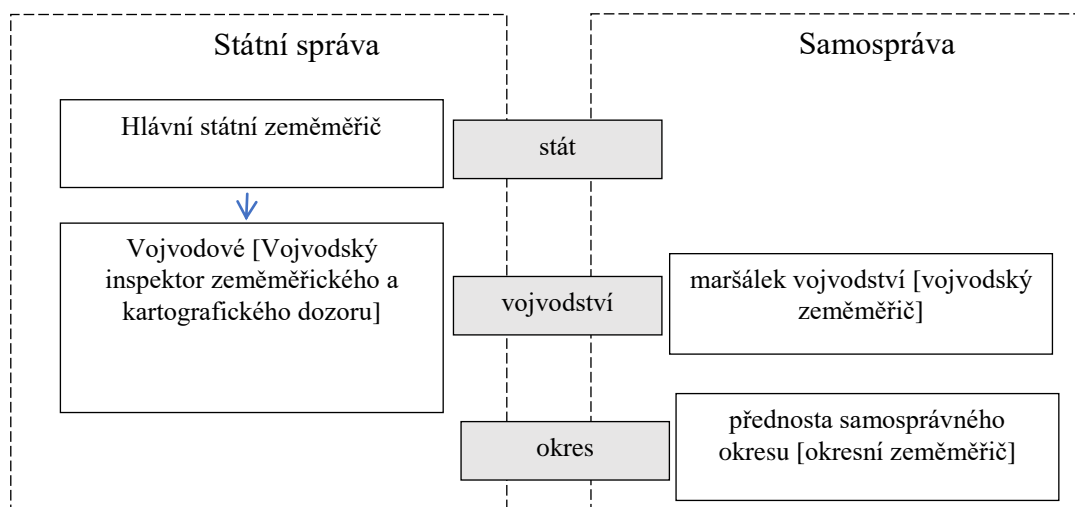 Státní správa
Samospráva
Hlávní státní zeměměřič
stát
Vojvodové [Vojvodský
inspektor zeměměřického a
kartografického dozoru]
vojvodství
maršálek vojvodství [vojvodský
zeměměřič]
okres
přednosta samosprávného
okresu [okresní zeměměřič]